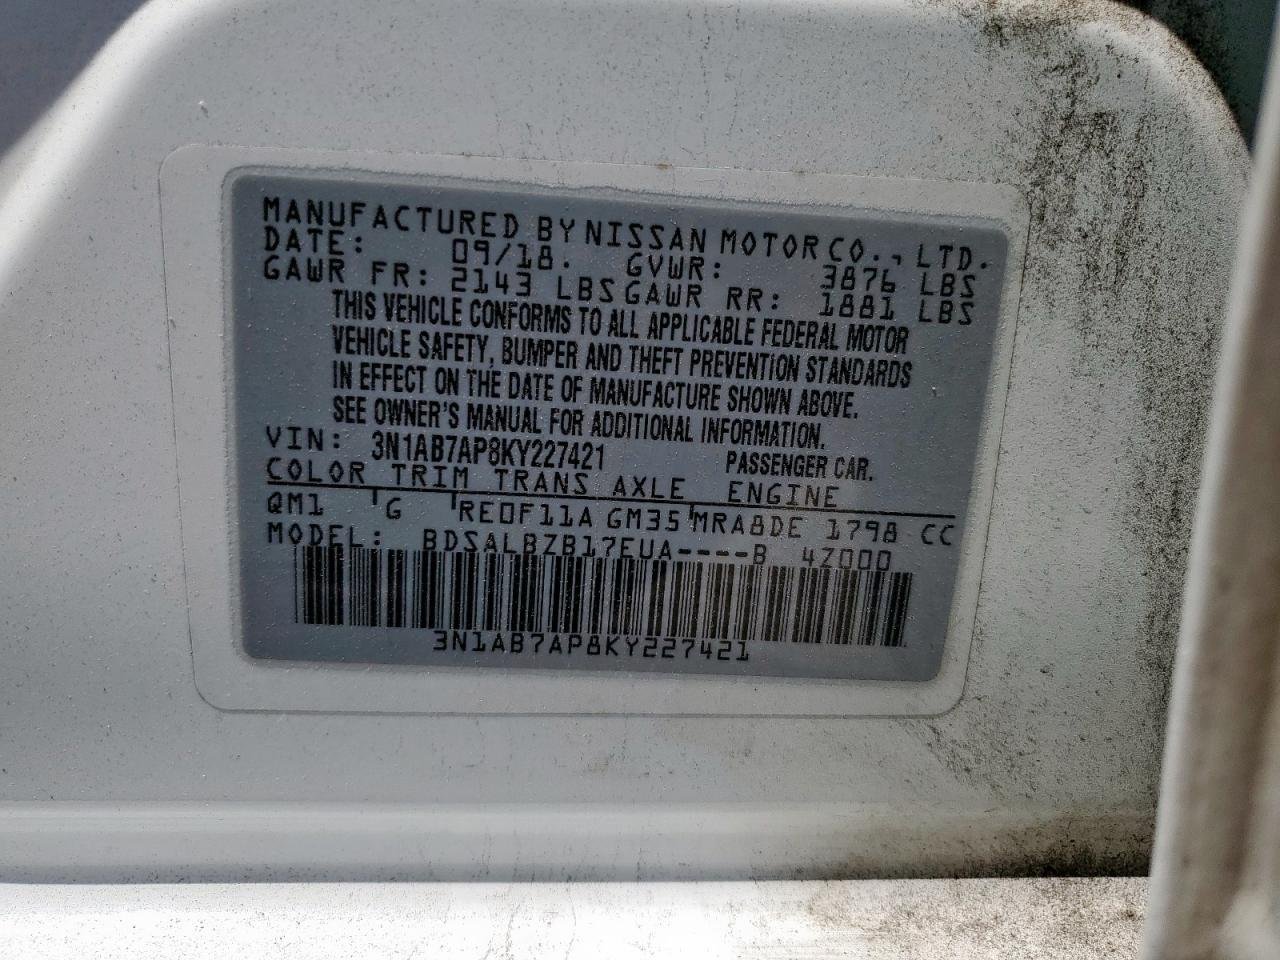 MANUFACTURED BY NISSAN MOTOR CO., LTD.
DATE: 09/18. GVWR: 3876 LBS
GAWR FR: 2143 LBS GAWR RR: 1881 LBS
THIS VEHICLE CONFORMS TO ALL APPLICABLE FEDERAL MOTOR
VEHICLE SAFETY, BUMPER AND THEFT PREVENTION STANDARDS
IN EFFECT ON THE DATE OF MANUFACTURE SHOWN ABOVE.
SEE OWNER'S MANUAL FOR ADDITIONAL INFORMATION.
VIN: 3N1AB7AP8KY227421 PASSENGER CAR.
COLOR TRIM TRANS AXLE ENGINE
QM1 G RE0F11A GM35 MRA8DE 1798 CC
MODEL: BDSALBZB17EUA----B 4Z000
3N1AB7AP8KY227421